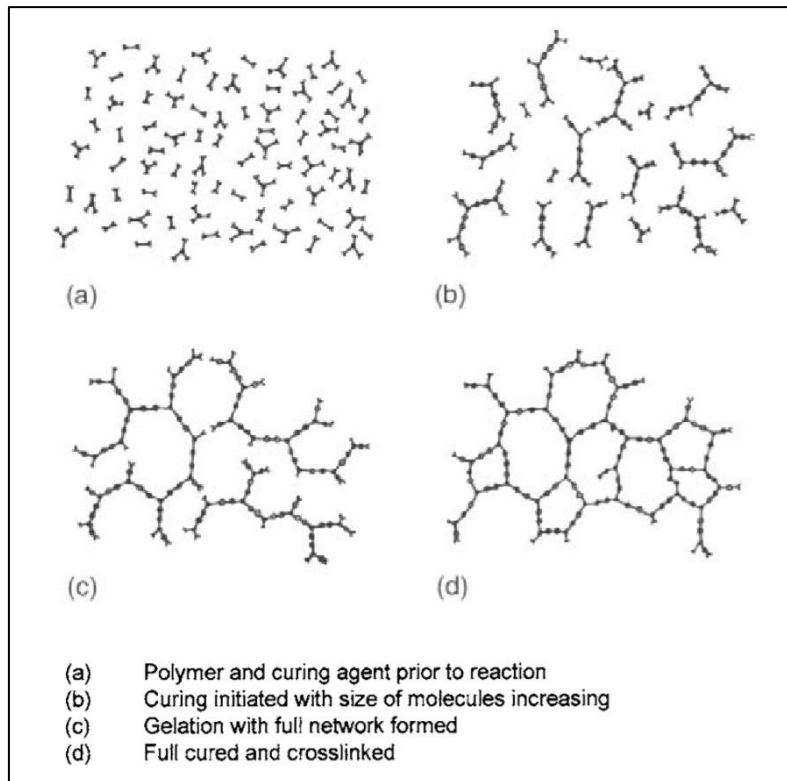 (a)
(b)
(c)
(d)
(a) Polymer and curing agent prior to reaction
(b) Curing initiated with size of molecules increasing
(c) Gelation with full network formed
(d) Full cured and crosslinked